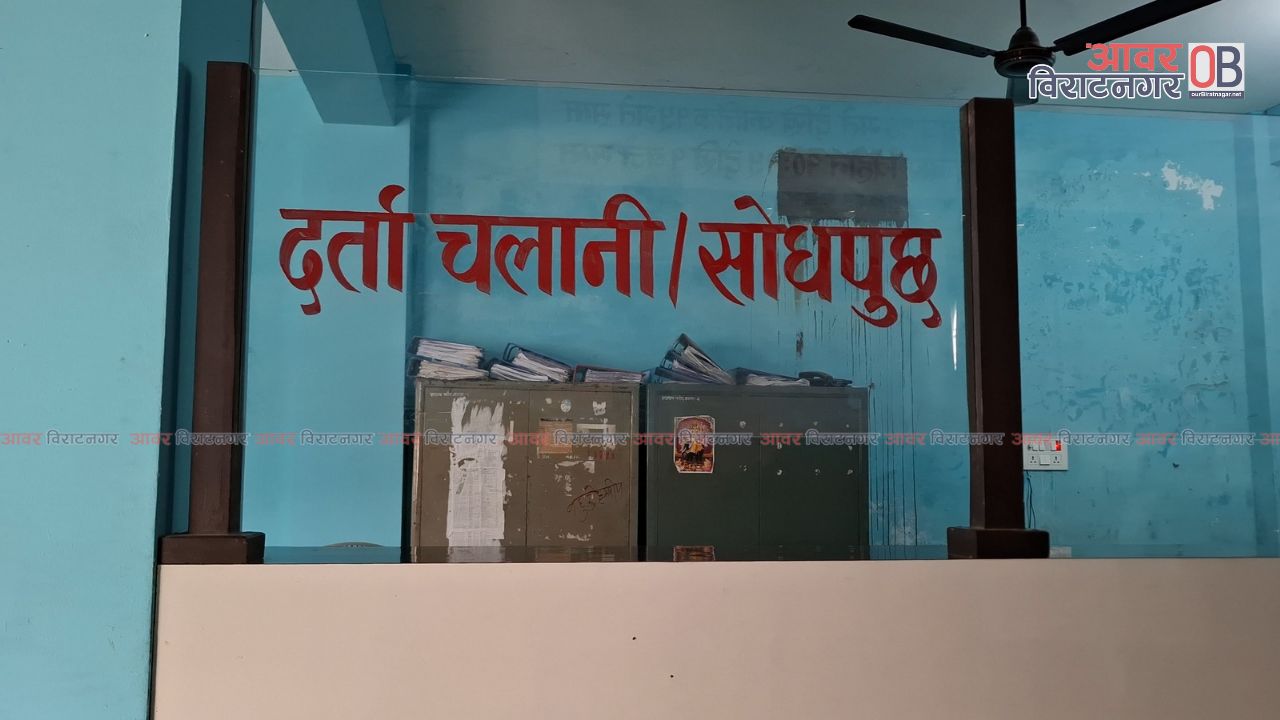 आवर
विराटनगर
OB
ourBiratnagar.net
दर्ता चलानी/सोधपुछ
आवर विराटनगर आवर विराटनगर आवर विराटनगर आवर विराटनगर आवर विराटनगर आवर विराटनगर आवर विराटनगर आवर विराटनगर आवर विराटनगर आवर विराटनगर